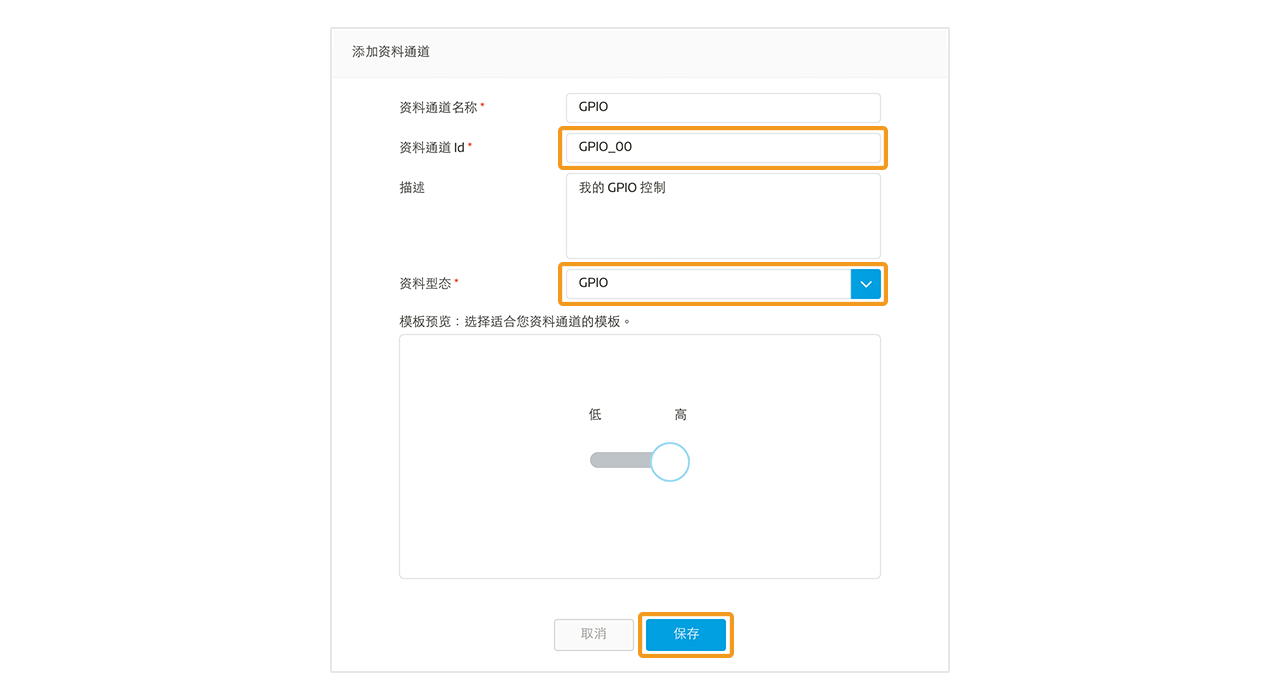 添加资料通道
资料通道名称* GPIO
资料通道 Id* GPIO_00
描述 我的 GPIO 控制
资料型态* GPIO
模板预览：选择适合您资料通道的模板。
低 高
取消 保存